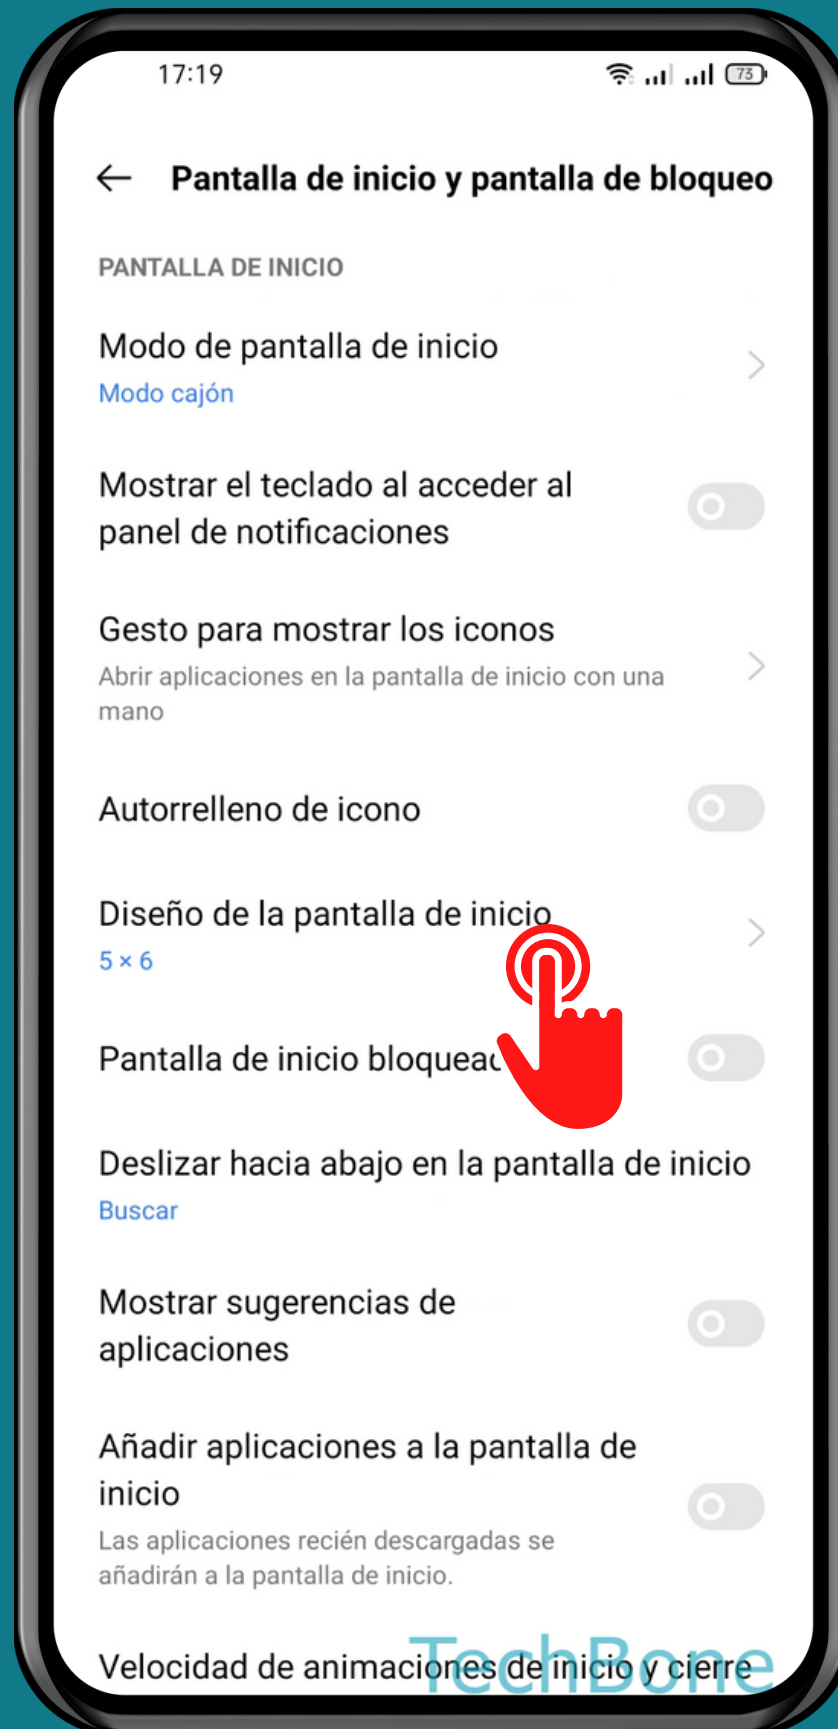 17:19
73
Pantalla de inicio y pantalla de bloqueo
PANTALLA DE INICIO
Modo de pantalla de inicio
Modo cajón
Mostrar el teclado al acceder al
panel de notificaciones
Gesto para mostrar los iconos
Abrir aplicaciones en la pantalla de inicio con una
mano
Autorrelleno de icono
Diseño de la pantalla de inicio
5 × 6
Pantalla de inicio
Deslizar hacia abajo en la pantalla de inicio
Buscar
Mostrar sugerencias de
aplicaciones
Añadir aplicaciones a la pantalla de
inicio
Las aplicaciones recién descargadas se
añadirán a la pantalla de inicio.
Velocidad de animaciones de inicio y cierre
TechBone